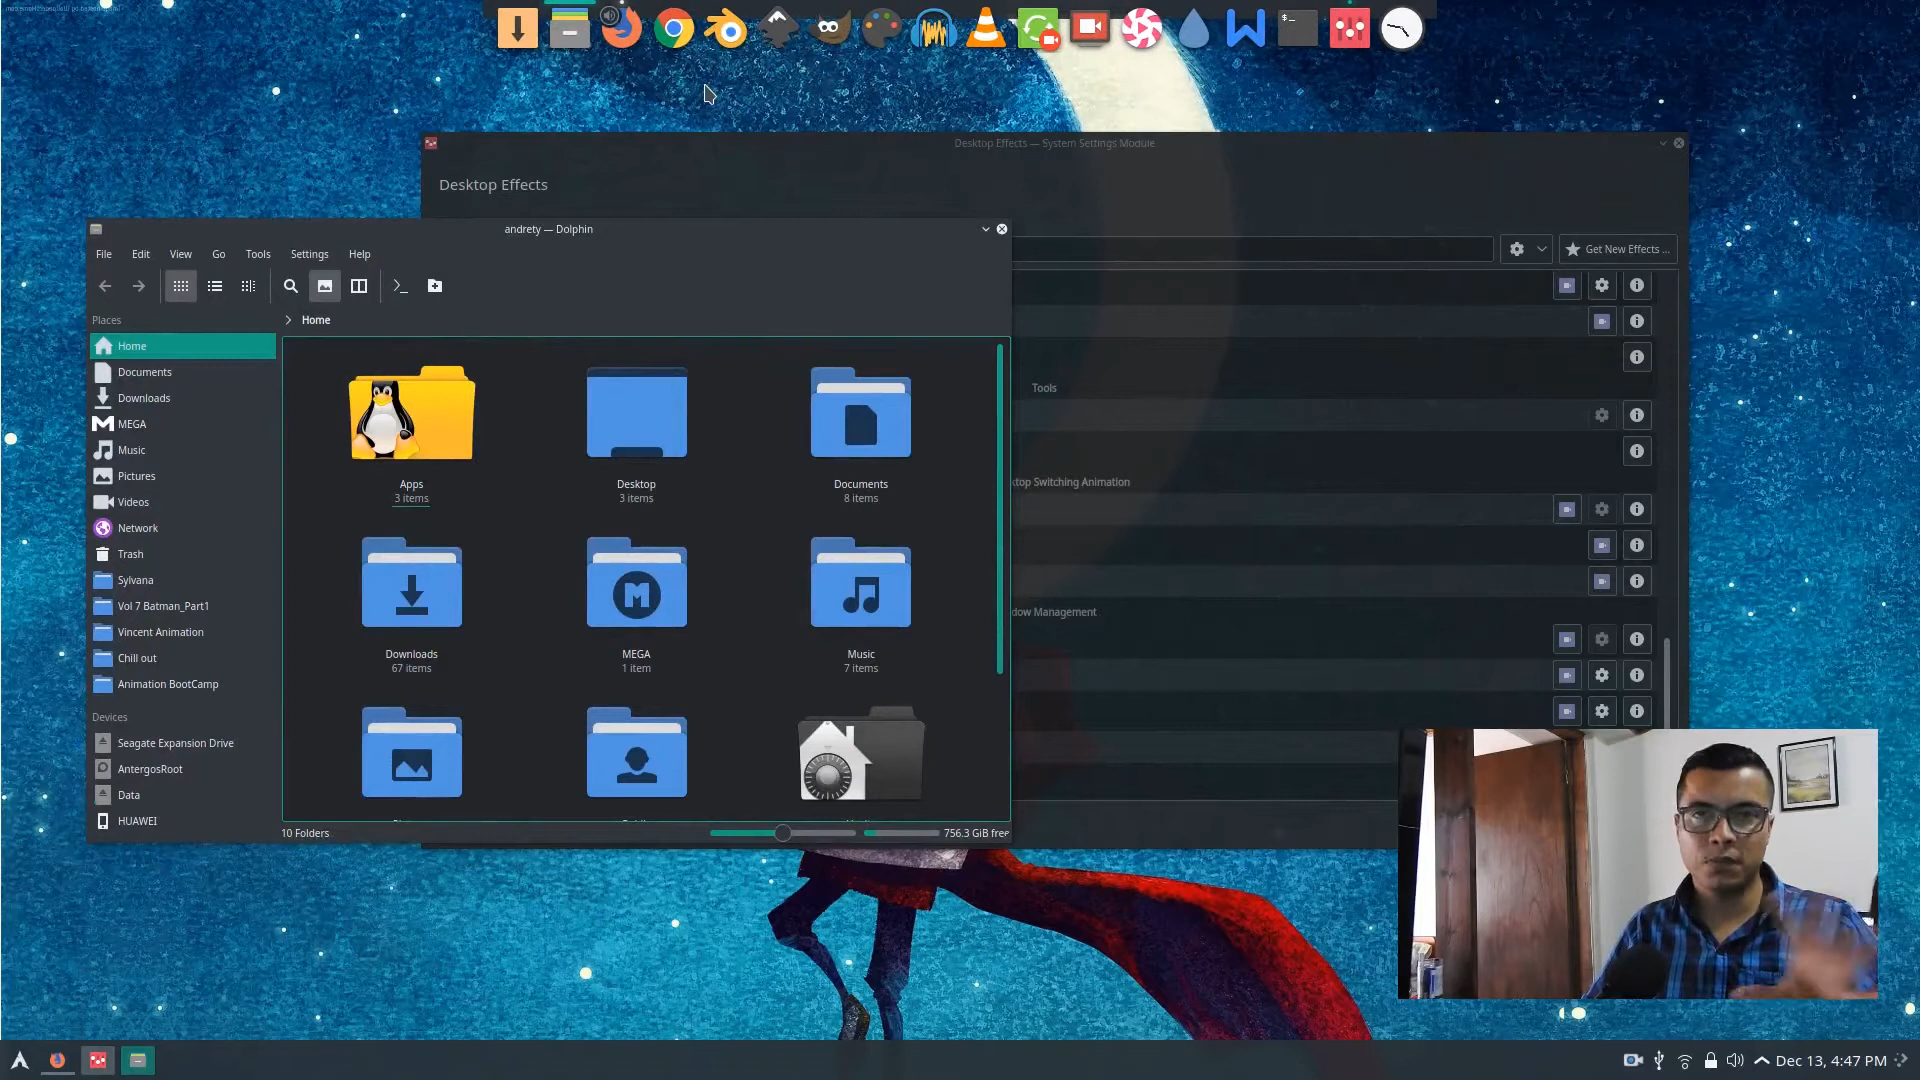 Desktop Effects — System Settings Module
Desktop Effects
andrety — Dolphin
Get New Effects ...
File Edit View Go Tools Settings Help
Places
Home
Home
Documents
Downloads
MEGA
Music
Pictures
Videos
Network
Trash
Sylvana
Vol 7 Batman_Part1
Vincent Animation
Chill out
Animation BootCamp
Devices
Seagate Expansion Drive
AntergosRoot
Data
HUAWEI
Apps
3 items
Desktop
3 items
Documents
8 items
Downloads
67 items
MEGA
1 item
Music
7 items
10 Folders
756.3 GiB free
Tools
ktop Switching Animation
dow Management
Dec 13, 4:47 PM